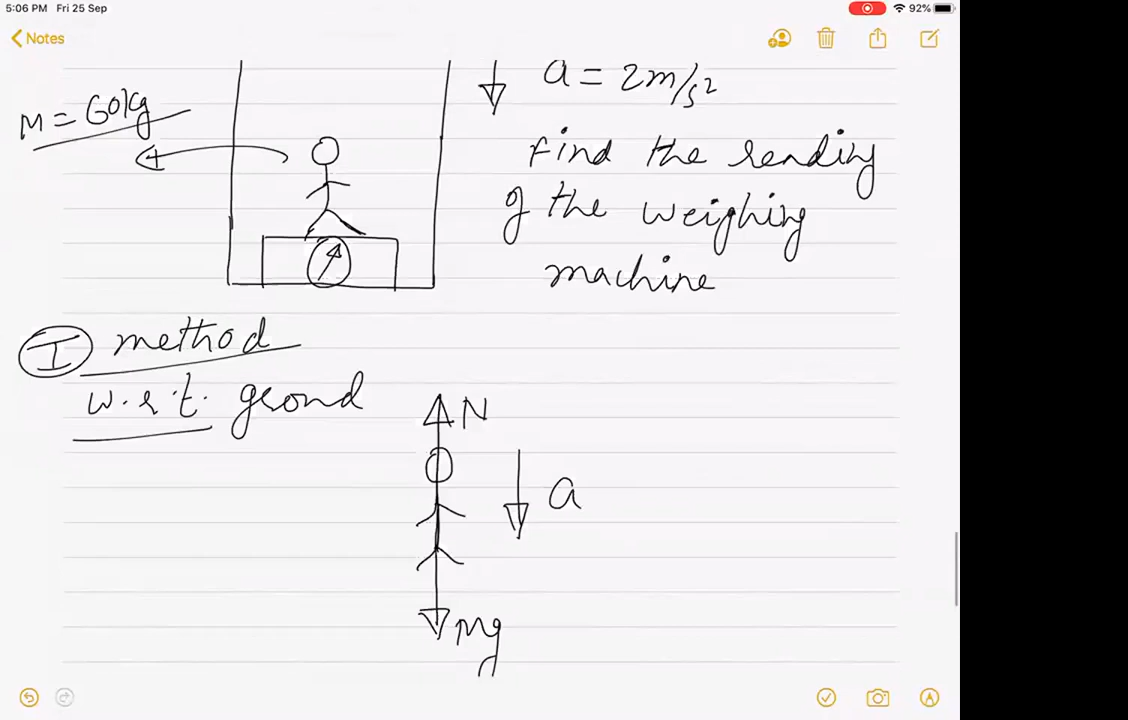 5:06 PM Fri 25 Sep
92%
Notes
a = 2m/s²
M = 60kg
Find the reading
of the weighing
machine
I method
w.r.t. ground
N
a
Mg